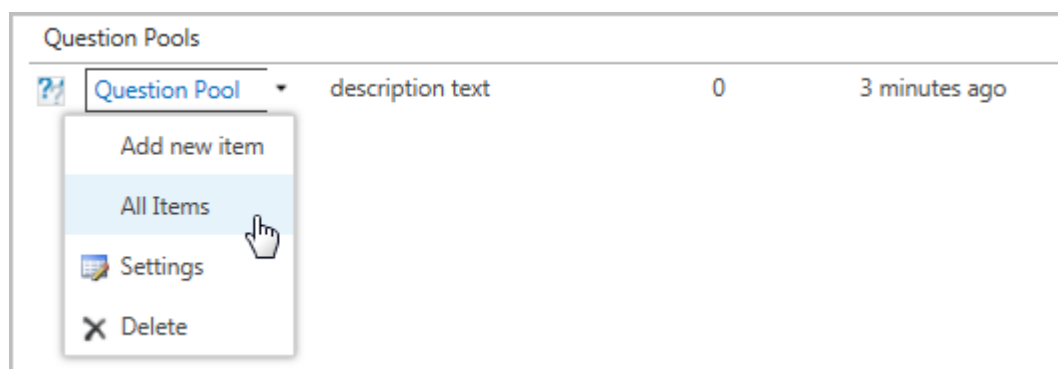 Question Pools
Question Pool description text 0 3 minutes ago
Add new item
All Items
Settings
Delete